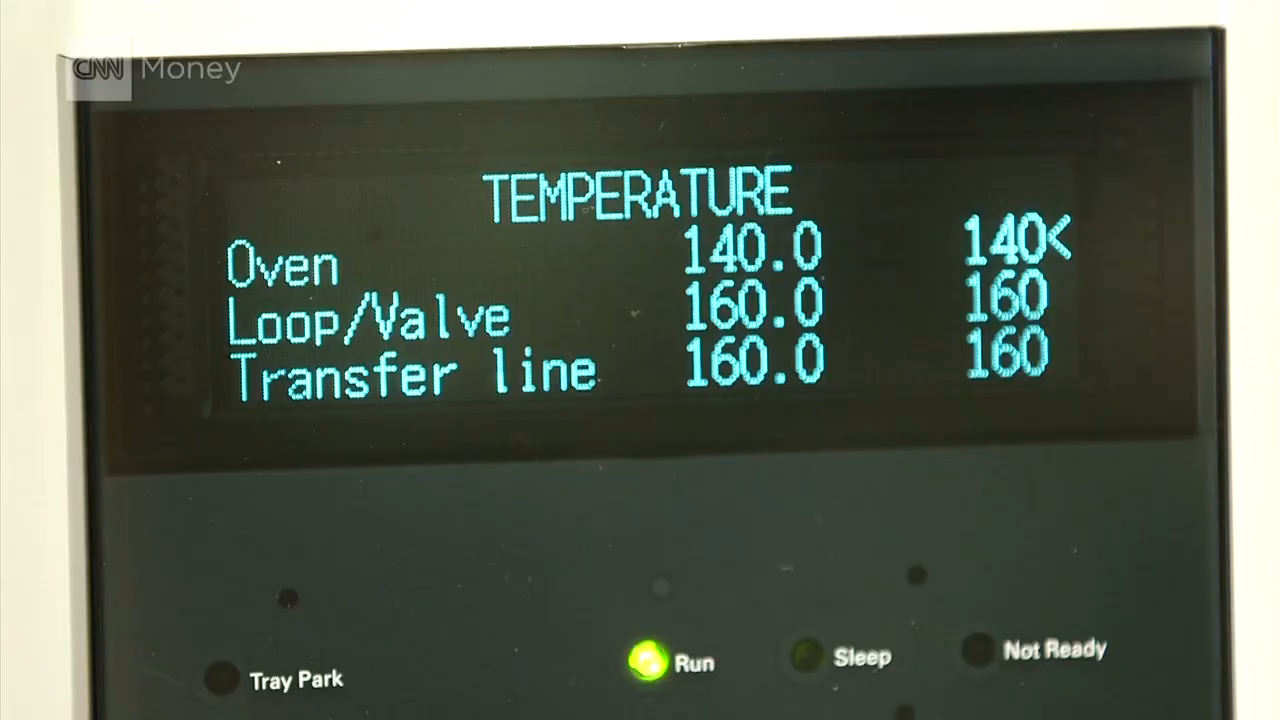 CNN Money
TEMPERATURE
Oven 140.0 140<
Loop/Valve 160.0 160
Transfer line 160.0 160
Tray Park
Run
Sleep
Not Ready